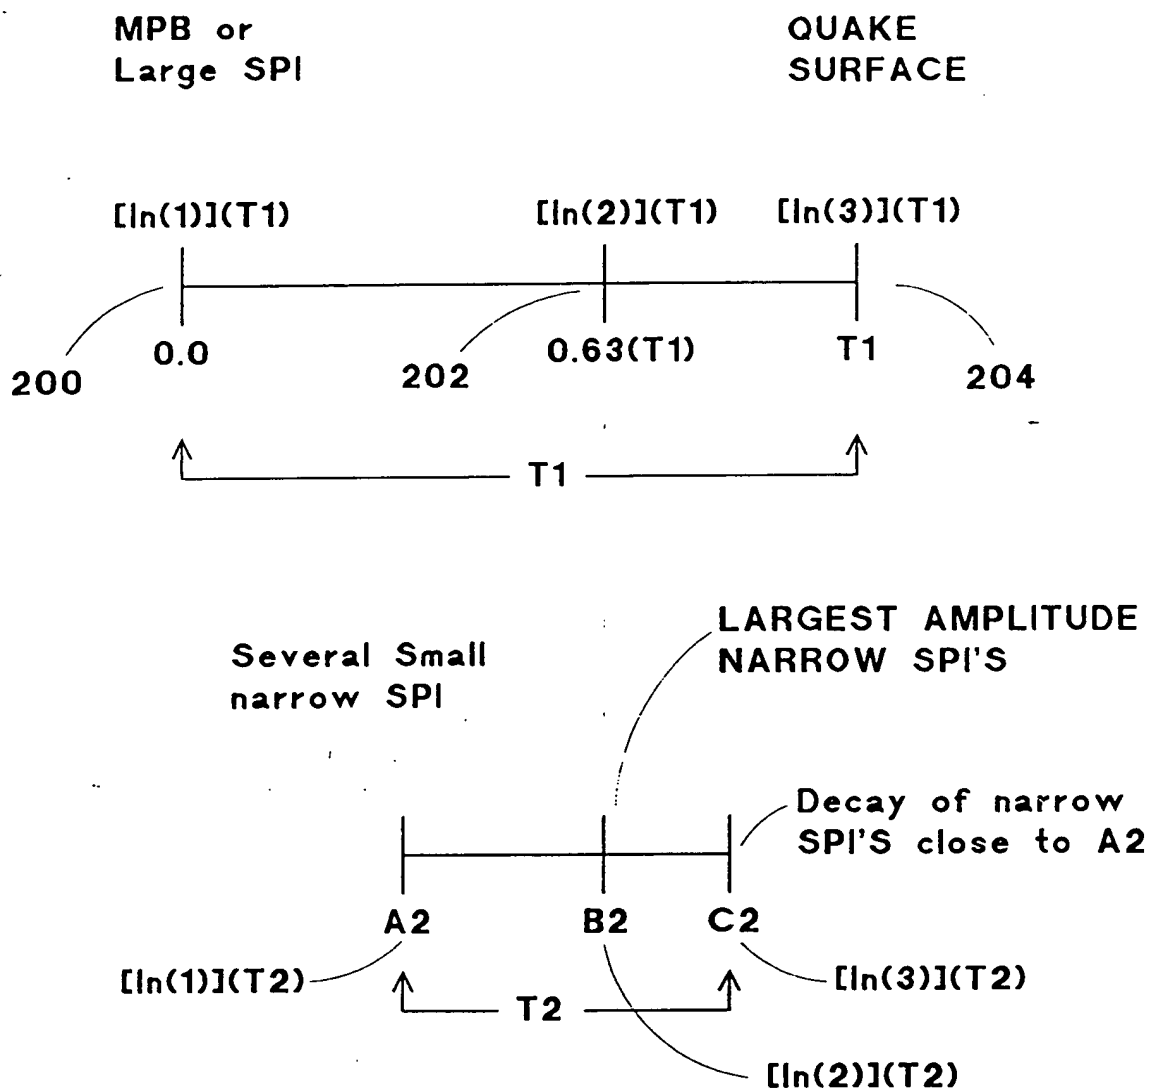 MPB or
Large SPI
QUAKE
SURFACE
[ln(1)](T1)
[ln(2)](T1)
[ln(3)](T1)
0.0
0.63(T1)
T1
200
202
204
T1
Several Small
narrow SPI
LARGEST AMPLITUDE
NARROW SPI'S
Decay of narrow
SPI'S close to A2
A2
B2
C2
[ln(1)](T2)
[ln(3)](T2)
T2
[ln(2)](T2)